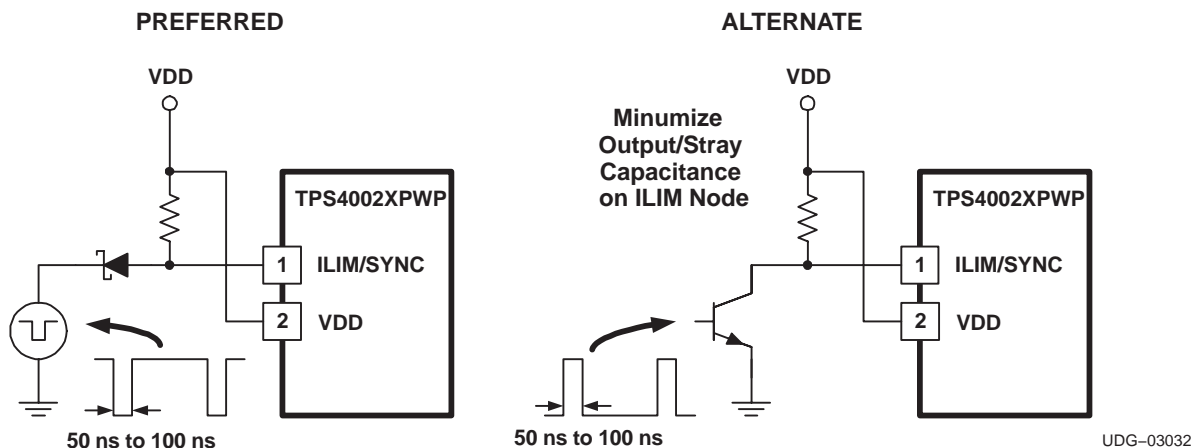 PREFERRED
VDD
TPS4002XPWP
1 ILIM/SYNC
2 VDD
50 ns to 100 ns
ALTERNATE
VDD
Minumize
Output/Stray
Capacitance
on ILIM Node
TPS4002XPWP
1 ILIM/SYNC
2 VDD
50 ns to 100 ns
UDG–03032